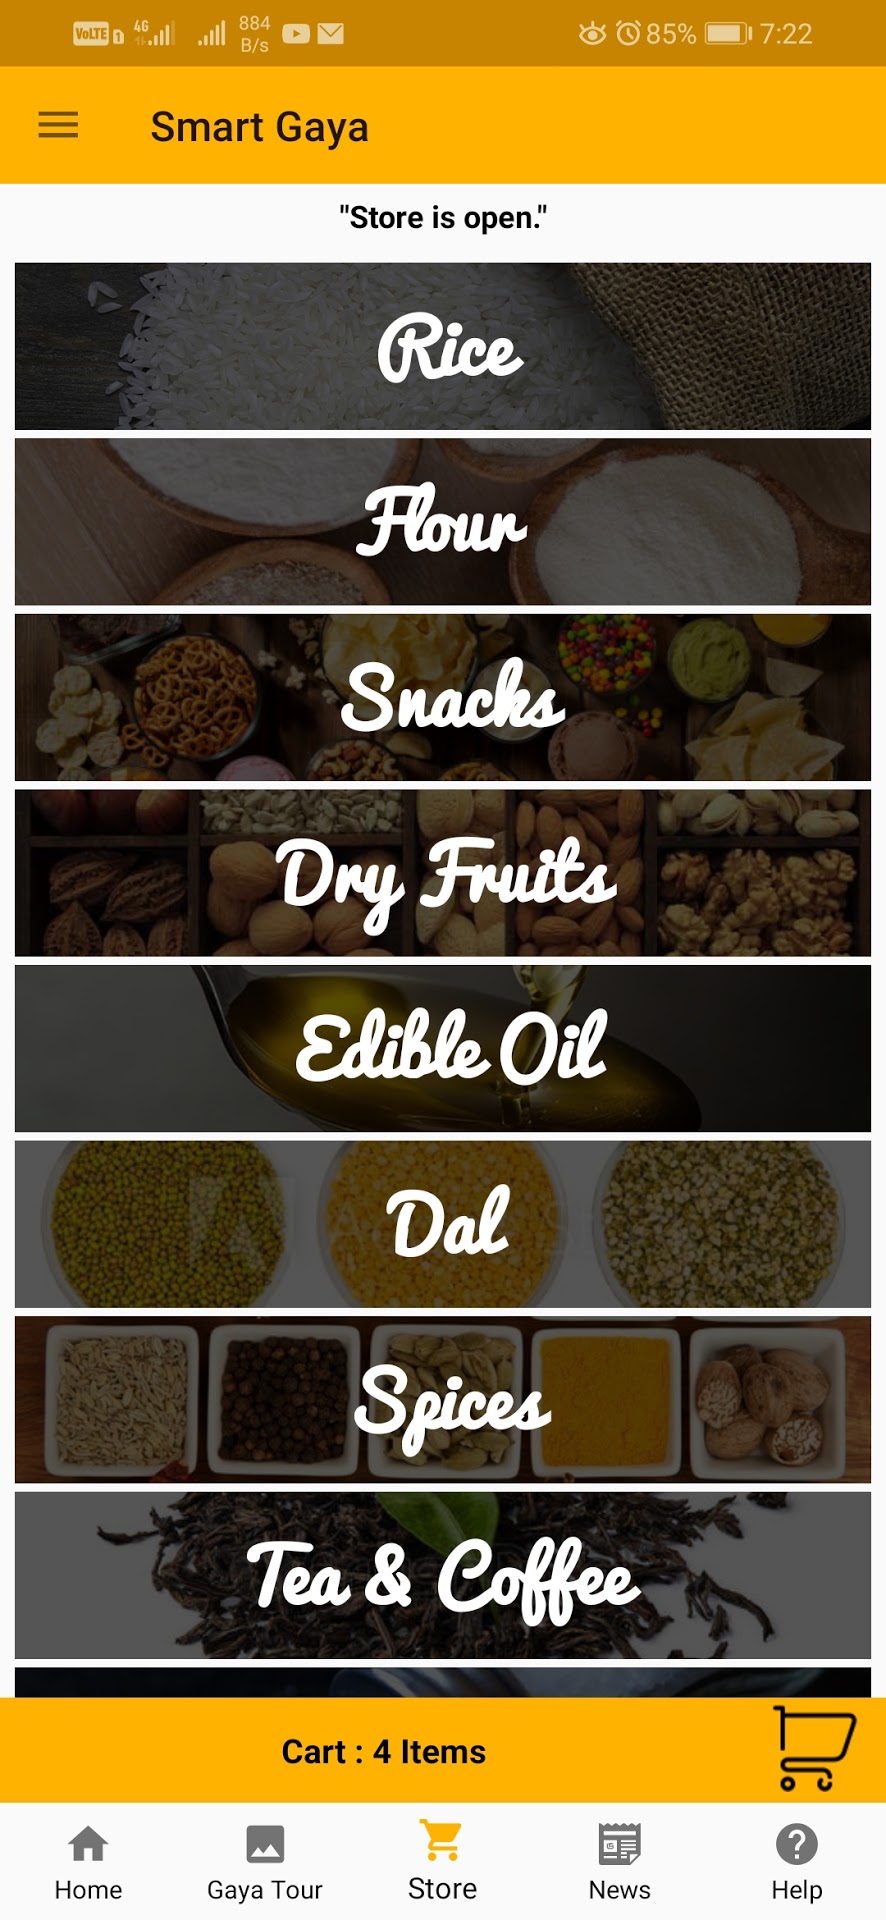 VoLTE 1 4G 884 B/s 85% 7:22
Smart Gaya
"Store is open."
Rice
Flour
Snacks
Dry Fruits
Edible Oil
Dal
Spices
Tea & Coffee
Cart : 4 Items
Home Gaya Tour Store News Help